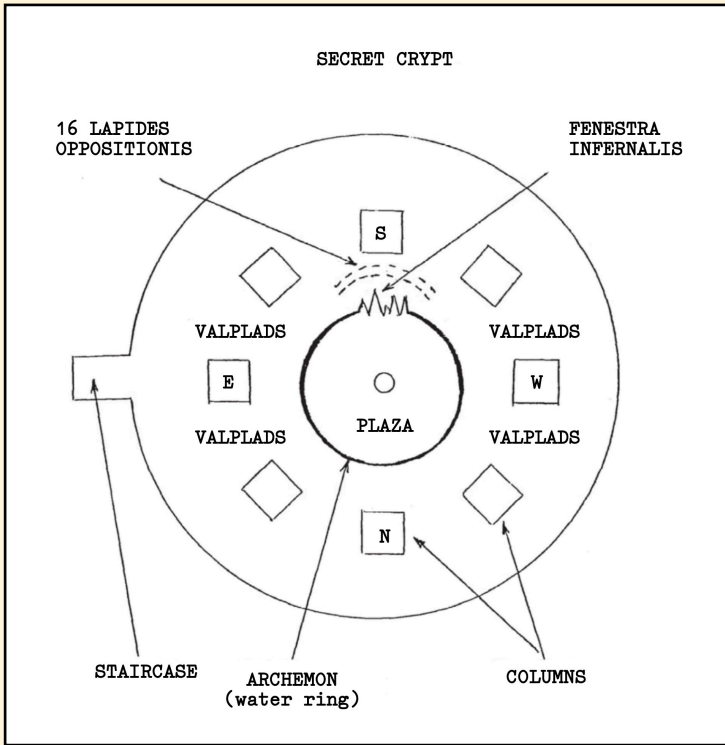 SECRET CRYPT
16 LAPIDES
OPPOSITIONIS
FENESTRA
INFERNALIS
S
VALPLADS
VALPLADS
E
W
PLAZA
VALPLADS
VALPLADS
N
STAIRCASE
ARCHEMON
(water ring)
COLUMNS